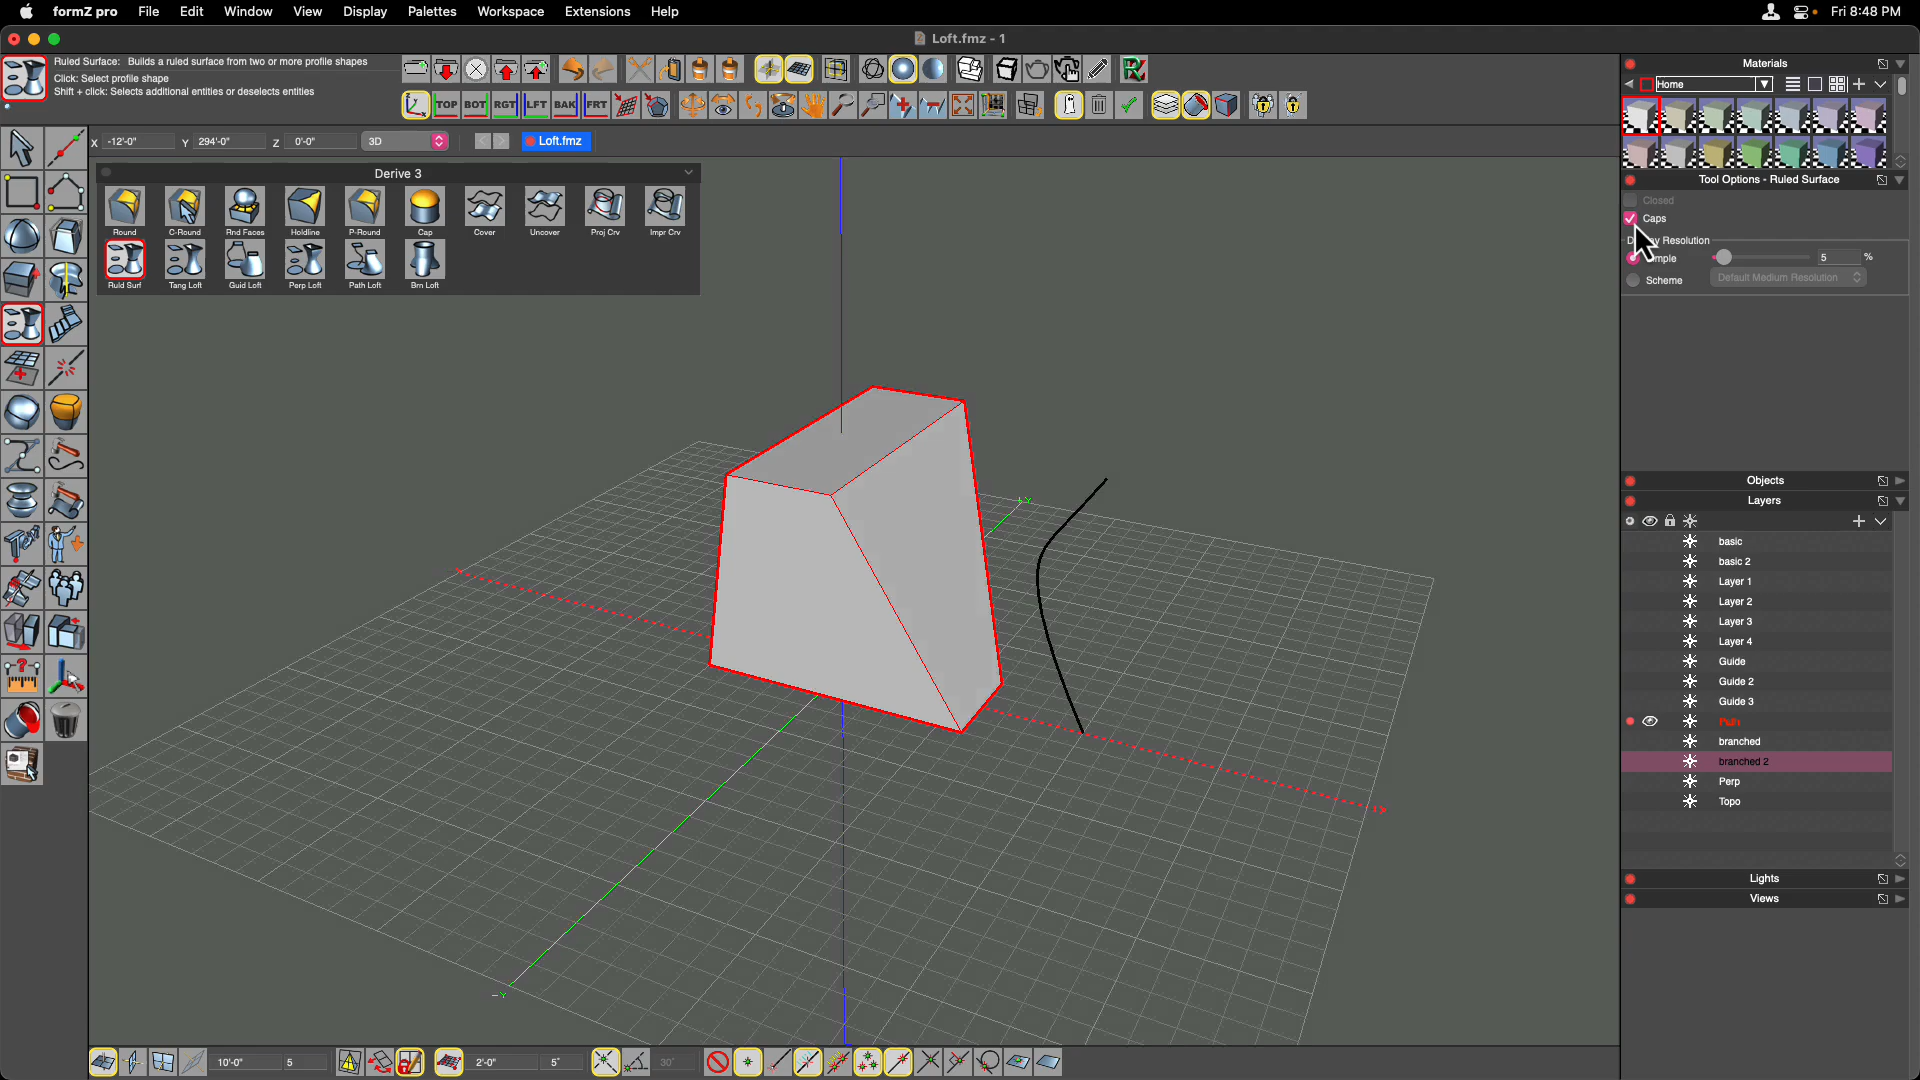 formZ pro File Edit Window View Display Palettes Workspace Extensions Help Fri 8:48 PM
Loft.fmz - 1
Ruled Surface: Builds a ruled surface from two or more profile shapes
Click: Select profile shape
Shift + click: Selects additional entities or deselects entities
TOP BOT RGT LFT BAK FRT
X -12'-0" Y 294'-0" Z 0'-0" 3D Loft.fmz
Derive 3
Round C-Round Rnd Faces Holdline P-Round Cap Cover Uncover Proj Crv Impr Crv
Ruld Surf Tang Loft Guid Loft Perp Loft Path Loft Brn Loft
Materials
Home
Tool Options - Ruled Surface
Closed
Caps
Resolution
5 %
Scheme Default Medium Resolution
Objects
Layers
basic
basic 2
Layer 1
Layer 2
Layer 3
Layer 4
Guide
Guide 2
Guide 3
Path
branched
branched 2
Perp
Topo
Lights
Views
+Y
-Y
10'-0" 5 2'-0" 5° 30°